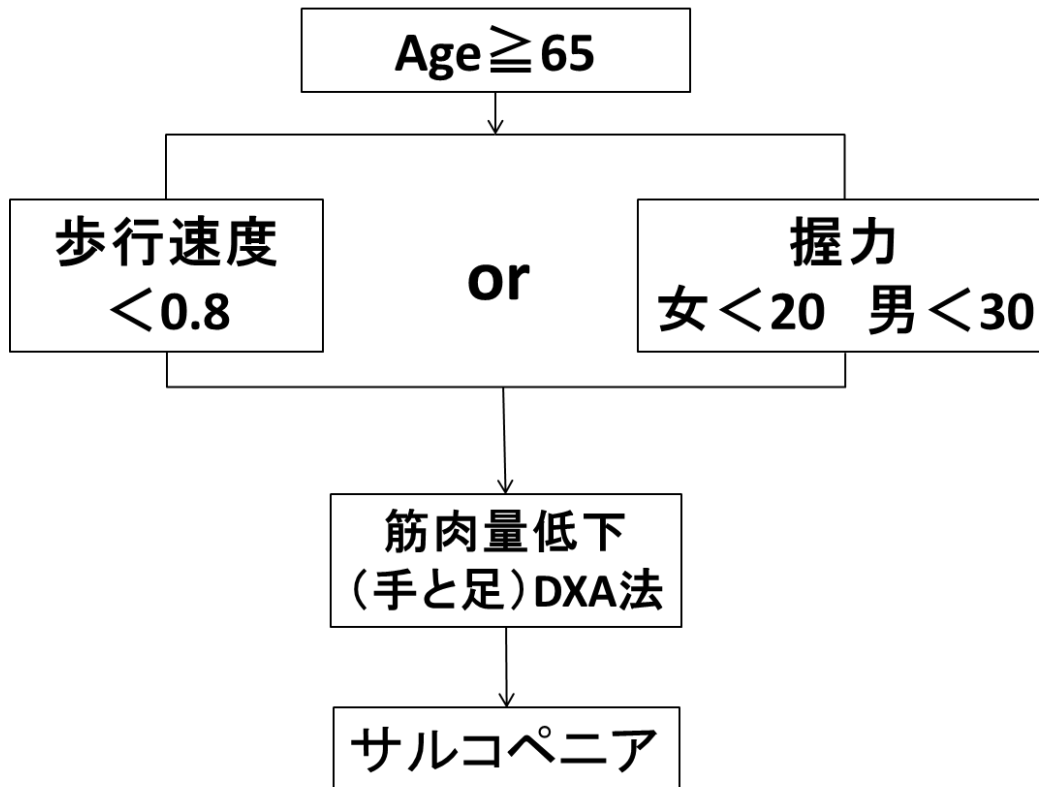 Age≧65
歩行速度
＜0.8
or
握力
女＜20 男＜30
筋肉量低下
（手と足）DXA法
サルコペニア